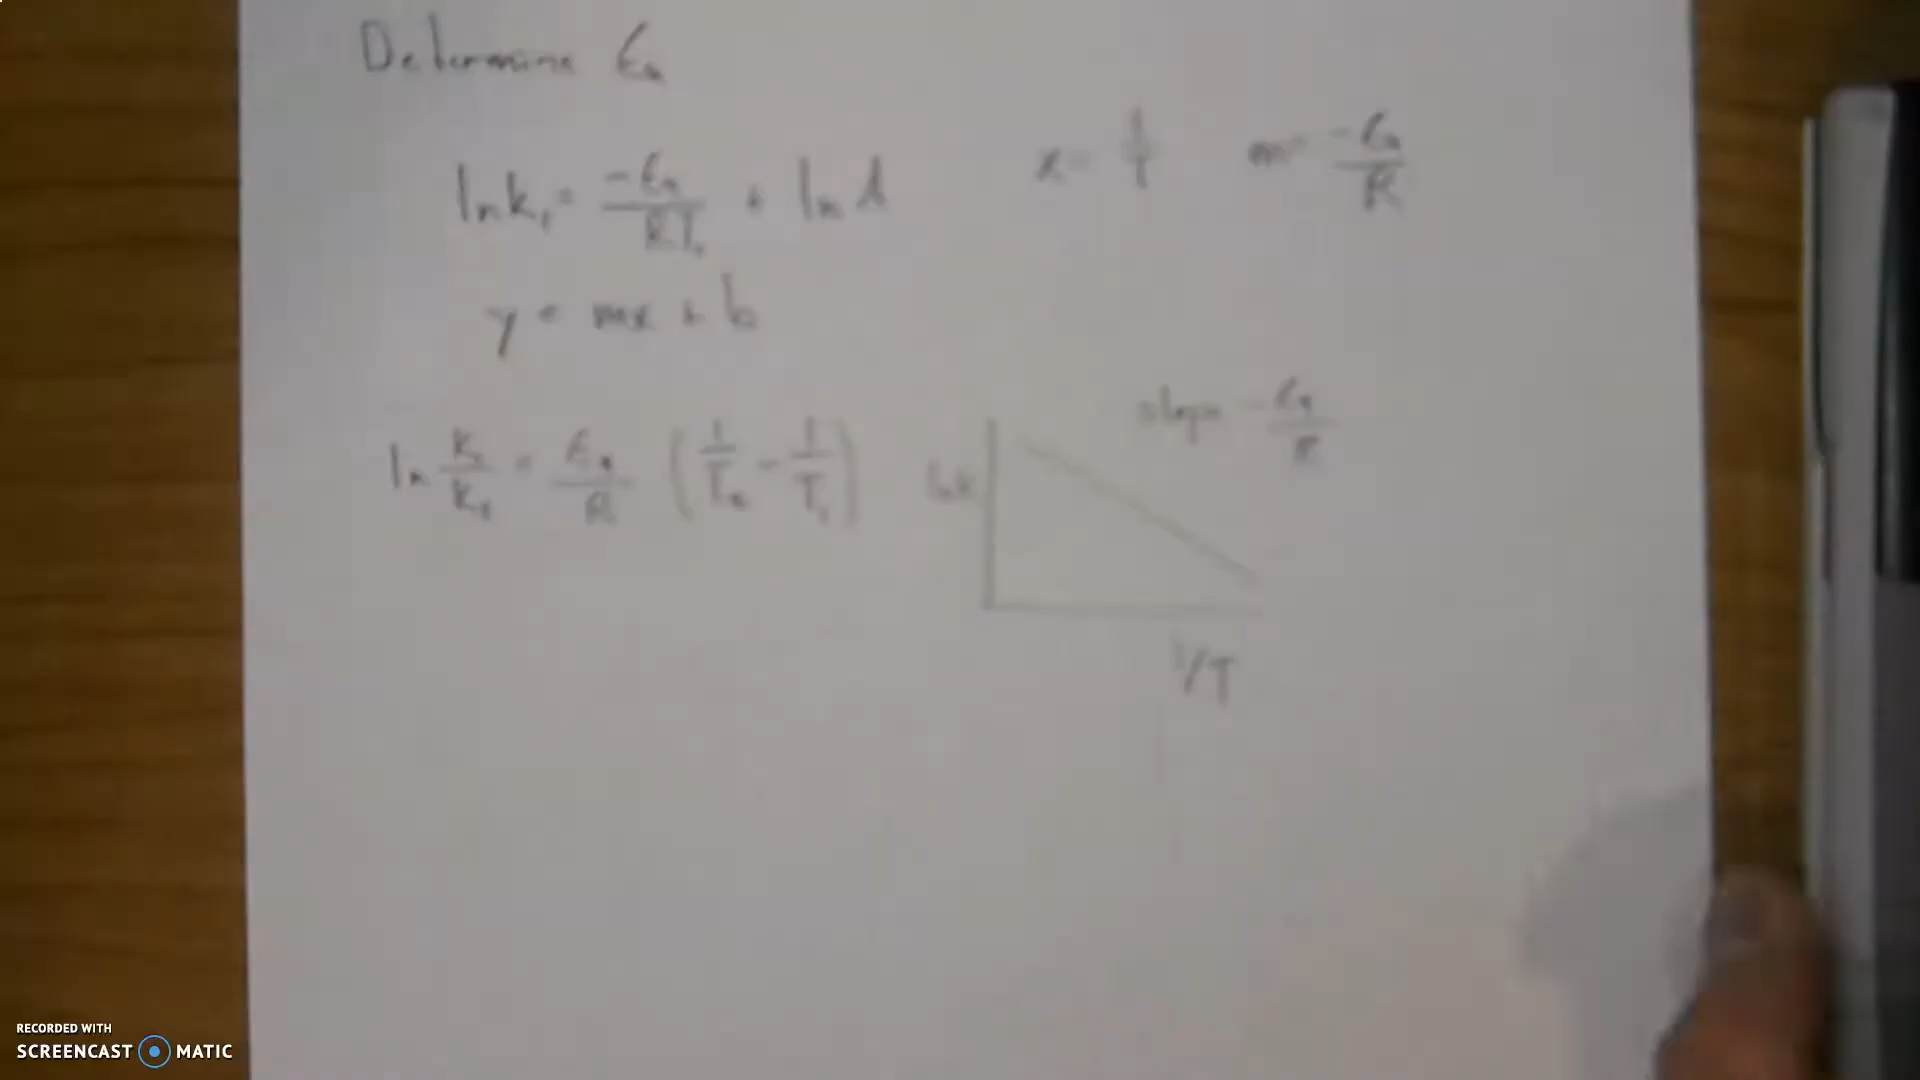 Determine Ea
ln k₁ = -Ea/RT₁ + ln A
x = 1/T
m = -Ea/R
y = mx + b
slope - Ea/R
ln k₁/k₂ = Ea/R (1/T₂ - 1/T₁)
ln k
1/T
RECORDED WITH
SCREENCAST MATIC